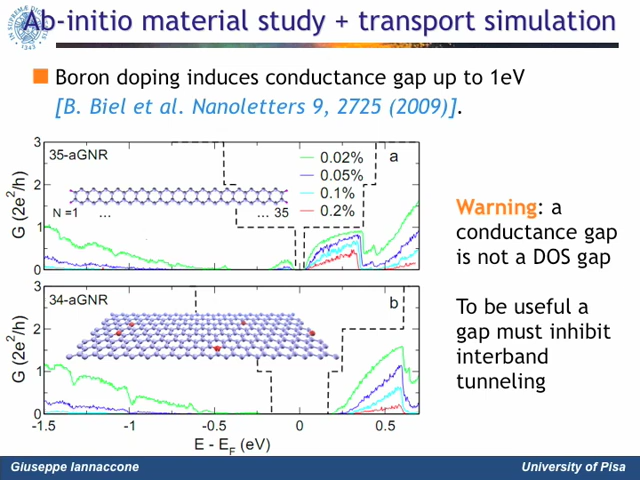 Ab-initio material study + transport simulation
Boron doping induces conductance gap up to 1eV
[B. Biel et al. Nanoletters 9, 2725 (2009)].
3
35-aGNR
a
0.02%
0.05%
0.1%
0.2%
2
G (2e²/h)
N =1 ... ... 35
1
0
Warning: a
conductance gap
is not a DOS gap
3
34-aGNR
b
2
G (2e²/h)
1
0
To be useful a
gap must inhibit
interband
tunneling
-1.5 -1 -0.5 0 0.5
E - E_F (eV)
Giuseppe Iannaccone University of Pisa